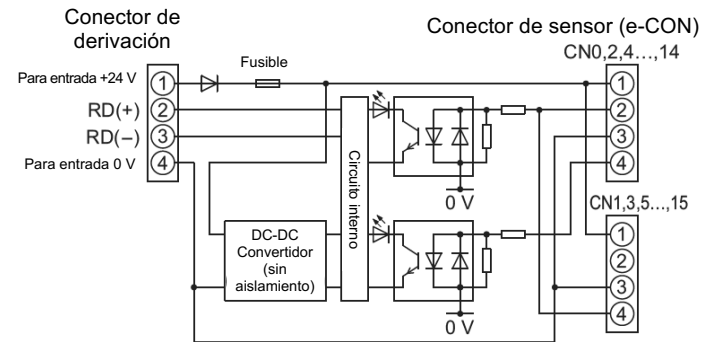 Conector de
derivación
Conector de sensor (e-CON)
CN0,2,4...,14
Fusible
Para entrada +24 V
1
RD(+)
2
RD(−)
3
Para entrada 0 V
4
1
2
3
4
Circuito interno
0 V
CN1,3,5...,15
DC-DC
Convertidor
(sin
aislamiento)
1
2
3
4
0 V